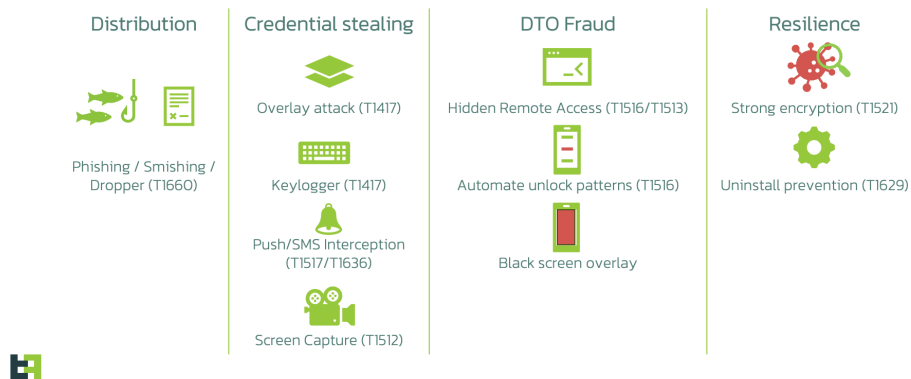 Distribution
Phishing / Smishing /
Dropper (T1660)
Credential stealing
Overlay attack (T1417)
Keylogger (T1417)
Push/SMS Interception
(T1517/T1636)
Screen Capture (T1512)
DTO Fraud
Hidden Remote Access (T1516/T1513)
Automate unlock patterns (T1516)
Black screen overlay
Resilience
Strong encryption (T1521)
Uninstall prevention (T1629)